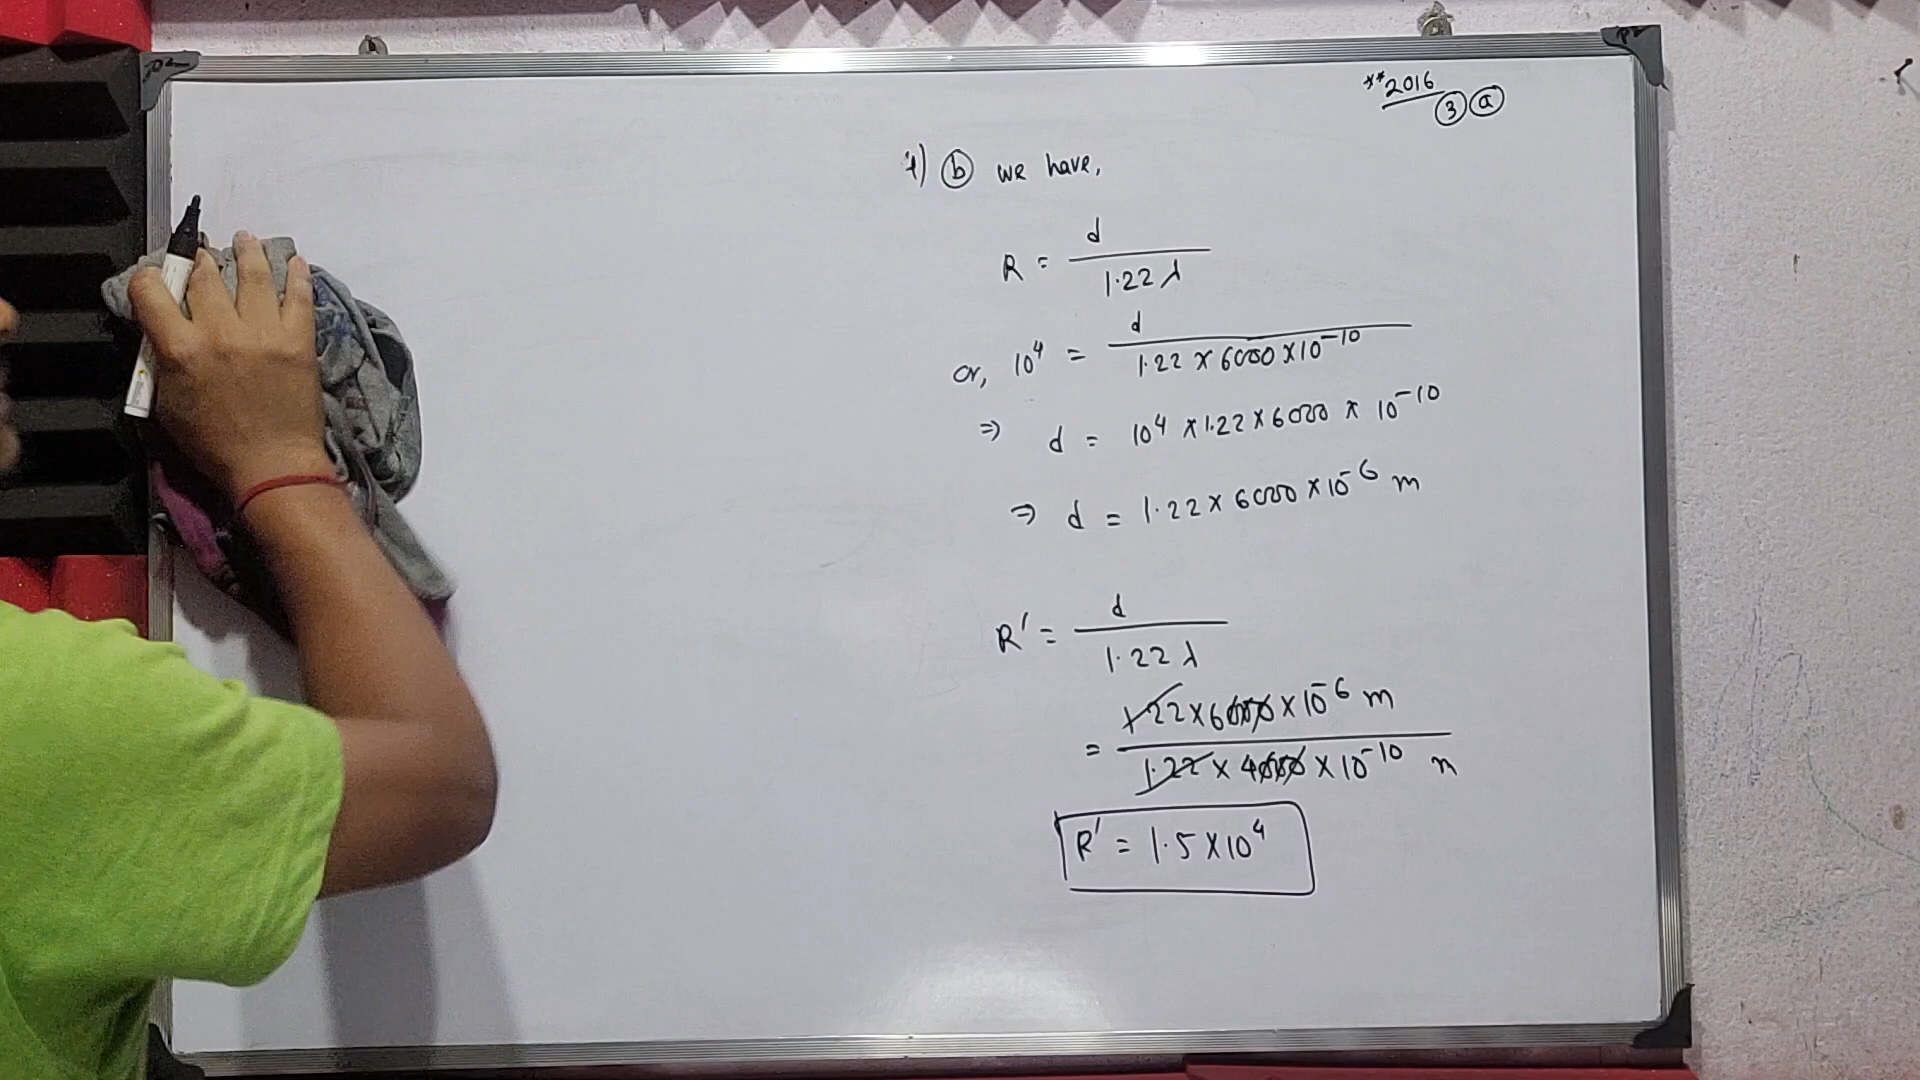 **2016
③ ⓐ
4) ⓑ we have,
R = d / 1.22 λ
or, 10⁴ = d / 1.22 × 6000 × 10⁻¹⁰
⇒ d = 10⁴ × 1.22 × 6000 × 10⁻¹⁰
⇒ d = 1.22 × 6000 × 10⁻⁶ m
R' = d / 1.22 λ
= 1.22 × 6000 × 10⁻⁶ m / 1.22 × 4000 × 10⁻¹⁰ m
R' = 1.5 × 10⁴